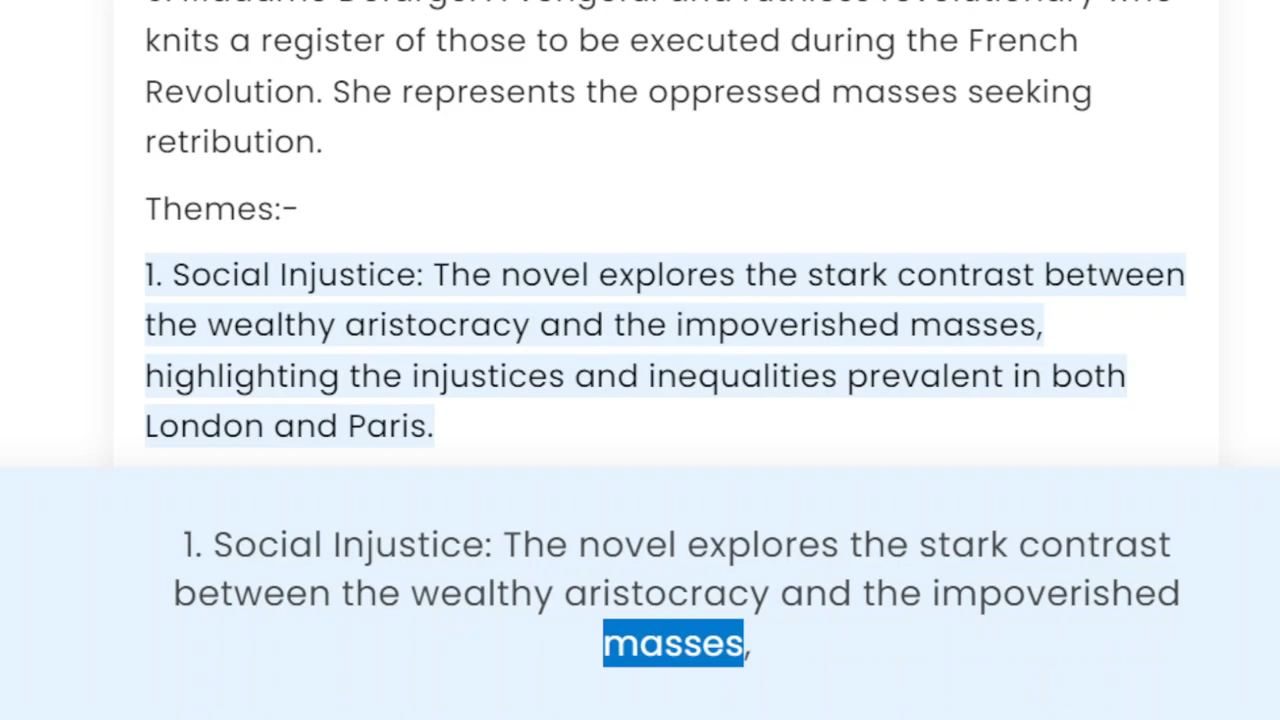 knits a register of those to be executed during the French
Revolution. She represents the oppressed masses seeking
retribution.
Themes:-
1. Social Injustice: The novel explores the stark contrast between
the wealthy aristocracy and the impoverished masses,
highlighting the injustices and inequalities prevalent in both
London and Paris.
1. Social Injustice: The novel explores the stark contrast
between the wealthy aristocracy and the impoverished
masses,